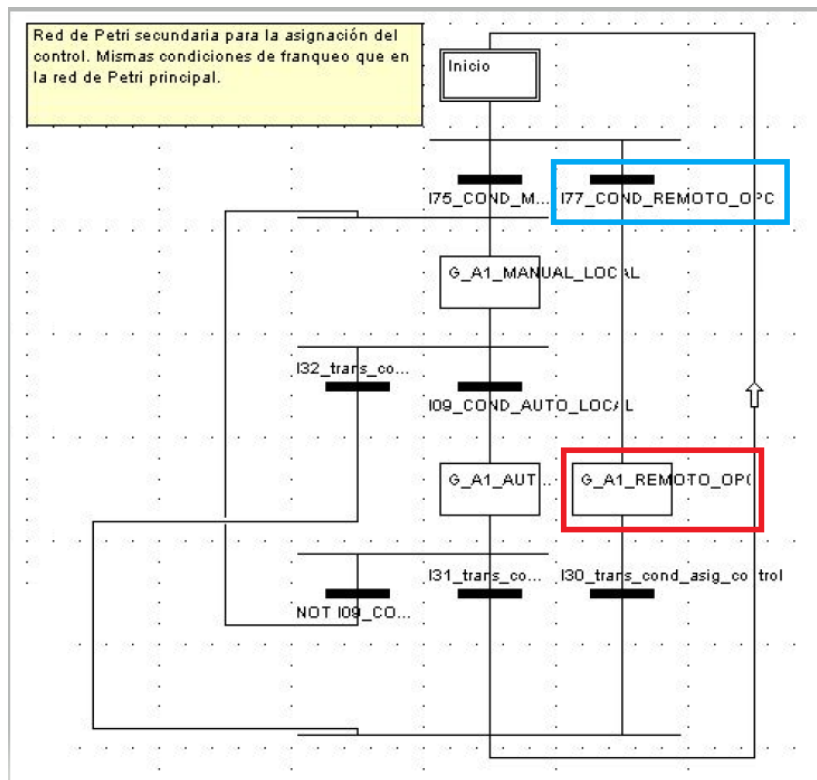 Red de Petri secundaria para la asignación del
control. Mismas condiciones de franqueo que en
la red de Petri principal.
Inicio
I75_COND_M...
I77_COND_REMOTO_OPC
G_A1_MANUAL_LOCAL
I32_trans_co...
I09_COND_AUTO_LOCAL
G_A1_AUT...
G_A1_REMOTO_OPC
I31_trans_co...
I30_trans_cond_asig_control
NOT I09_CO...